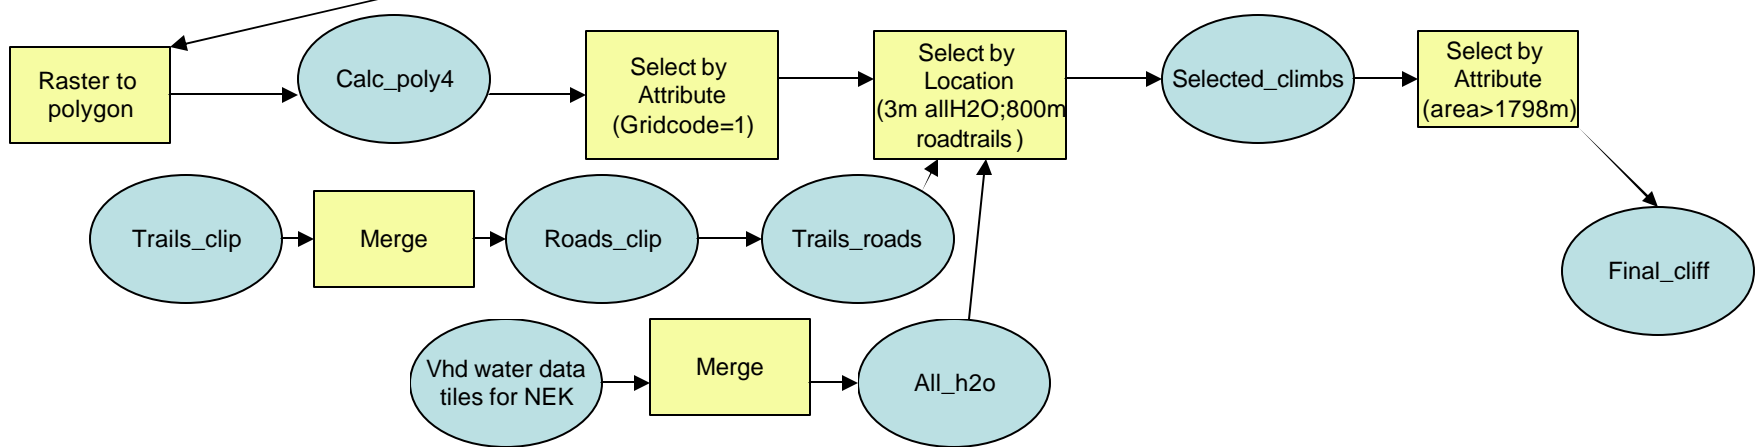 Raster to
polygon
Calc_poly4
Select by
Attribute
(Gridcode=1)
Select by
Location
(3m allH2O;800m
roadtrails)
Selected_climbs
Select by
Attribute
(area>1798m)
Trails_clip
Merge
Roads_clip
Trails_roads
Final_cliff
Vhd water data
tiles for NEK
Merge
All_h2o